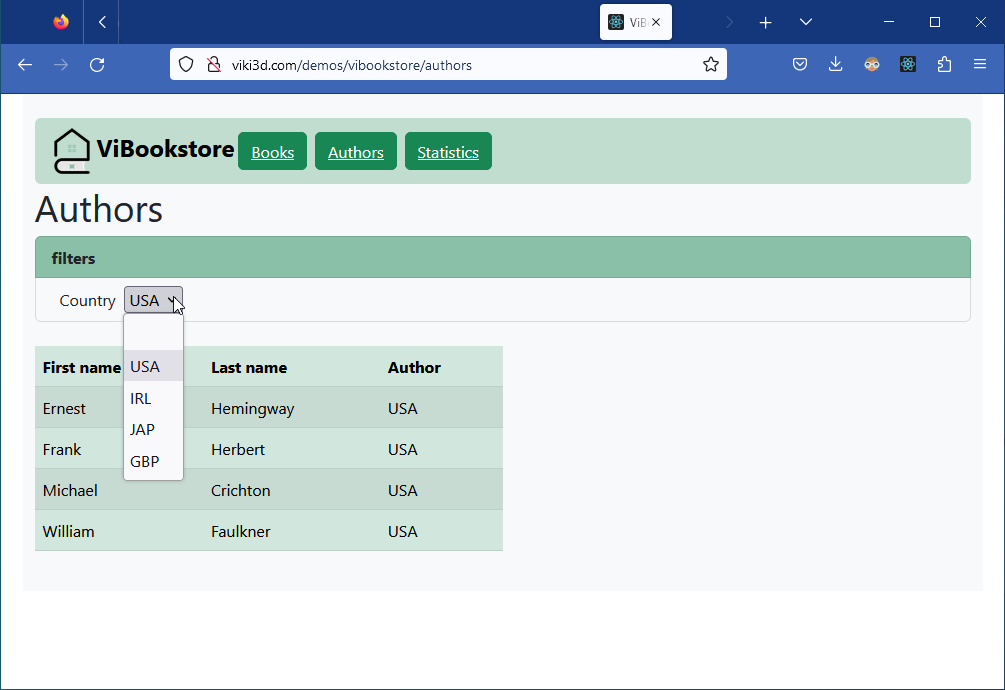 ViB
viki3d.com/demos/vibookstore/authors
ViBookstore Books Authors Statistics
Authors
filters
Country USA
USA
IRL
JAP
GBP
First name Last name Author
Ernest Hemingway USA
Frank Herbert USA
Michael Crichton USA
William Faulkner USA